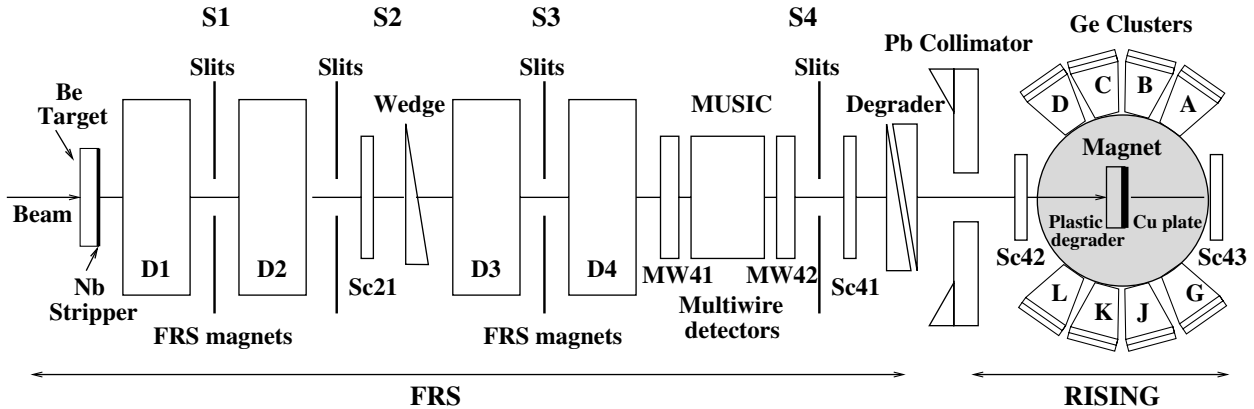 S1
S2
S3
S4
Ge Clusters
Pb Collimator
Slits
Slits
Slits
Slits
Be
Target
Wedge
MUSIC
Degrader
D
C
B
A
Magnet
Beam
Plastic
degrader
Cu plate
D1
D2
Sc21
D3
D4
MW41
MW42
Sc41
Sc42
Sc43
Nb
Stripper
Multiwire
detectors
L
K
J
G
FRS magnets
FRS magnets
FRS
RISING